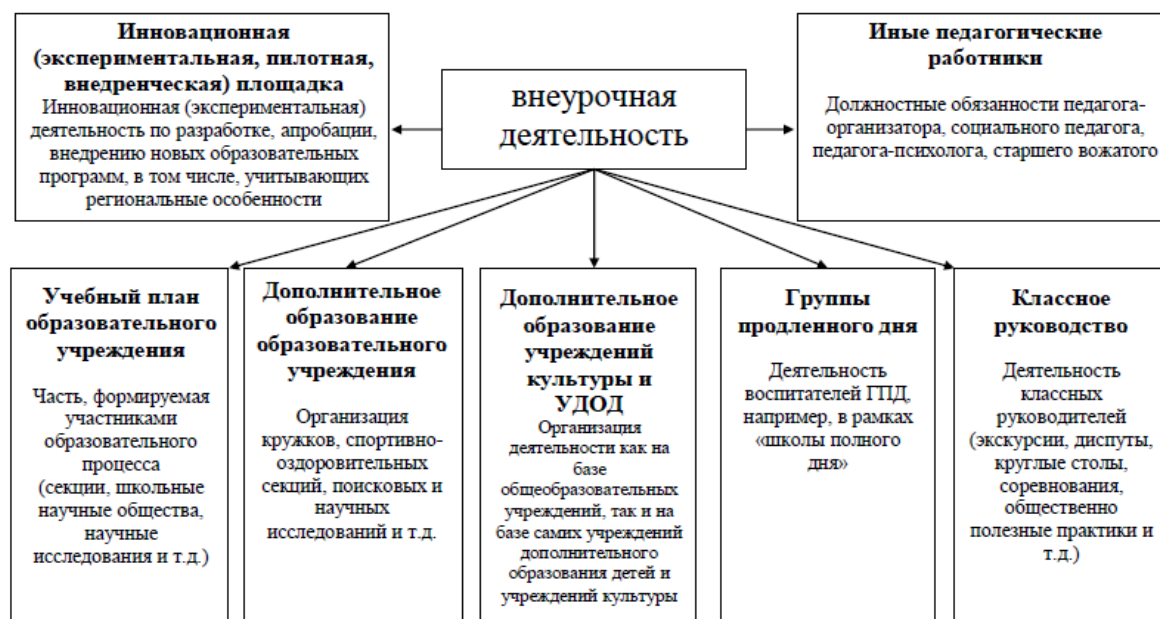 Инновационная
(экспериментальная, пилотная,
внедренческая) площадка
Инновационная (экспериментальная)
деятельность по разработке, апробации,
внедрению новых образовательных
программ, в том числе, учитывающих
региональные особенности
внеурочная
деятельность
Иные педагогические
работники
Должностные обязанности педагога-
организатора, социального педагога,
педагога-психолога, старшего вожатого
Учебный план
образовательного
учреждения
Часть, формируемая
участниками
образовательного
процесса
(секции, школьные
научные общества,
научные
исследования и т.д.)
Дополнительное
образование
образовательного
учреждения
Организация
кружков, спортивно-
оздоровительных
секций, поисковых и
научных
исследований и т.д.
Дополнительное
образование
учреждений
культуры и
УДОД
Организация
деятельности как на
базе
общеобразовательных
учреждений, так и на
базе самих учреждений
дополнительного
образования детей и
учреждений культуры
Группы
продленного дня
Деятельность
воспитателей ГПД,
например, в рамках
«школы полного
дня»
Классное
руководство
Деятельность
классных
руководителей
(экскурсии, диспуты,
круглые столы,
соревнования,
общественно
полезные практики и
т.д.)